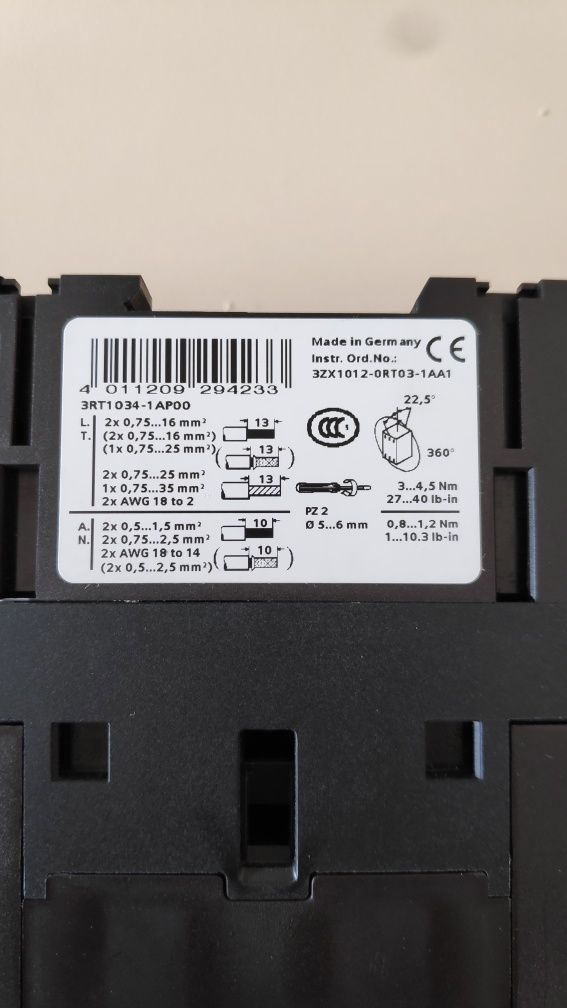 Made in Germany
CE
Instr. Ord.No.:
3ZX1012-0RT03-1AA1
4 011209 294233
3RT1034-1AP00
L. 2x 0,75...16 mm² 13
T. (2x 0,75...16 mm²)
(1x 0,75...25 mm²) ( 13 )
CCC 1
22,5°
360°
2x 0,75...25 mm² 13
1x 0,75...35 mm²
2x AWG 18 to 2
3...4,5 Nm
27...40 lb-in
PZ 2
Ø 5...6 mm
A. 2x 0,5...1,5 mm² 10
N. 2x 0,75...2,5 mm²
2x AWG 18 to 14
(2x 0,5...2,5 mm²) ( 10 )
0,8...1,2 Nm
1...10.3 lb-in